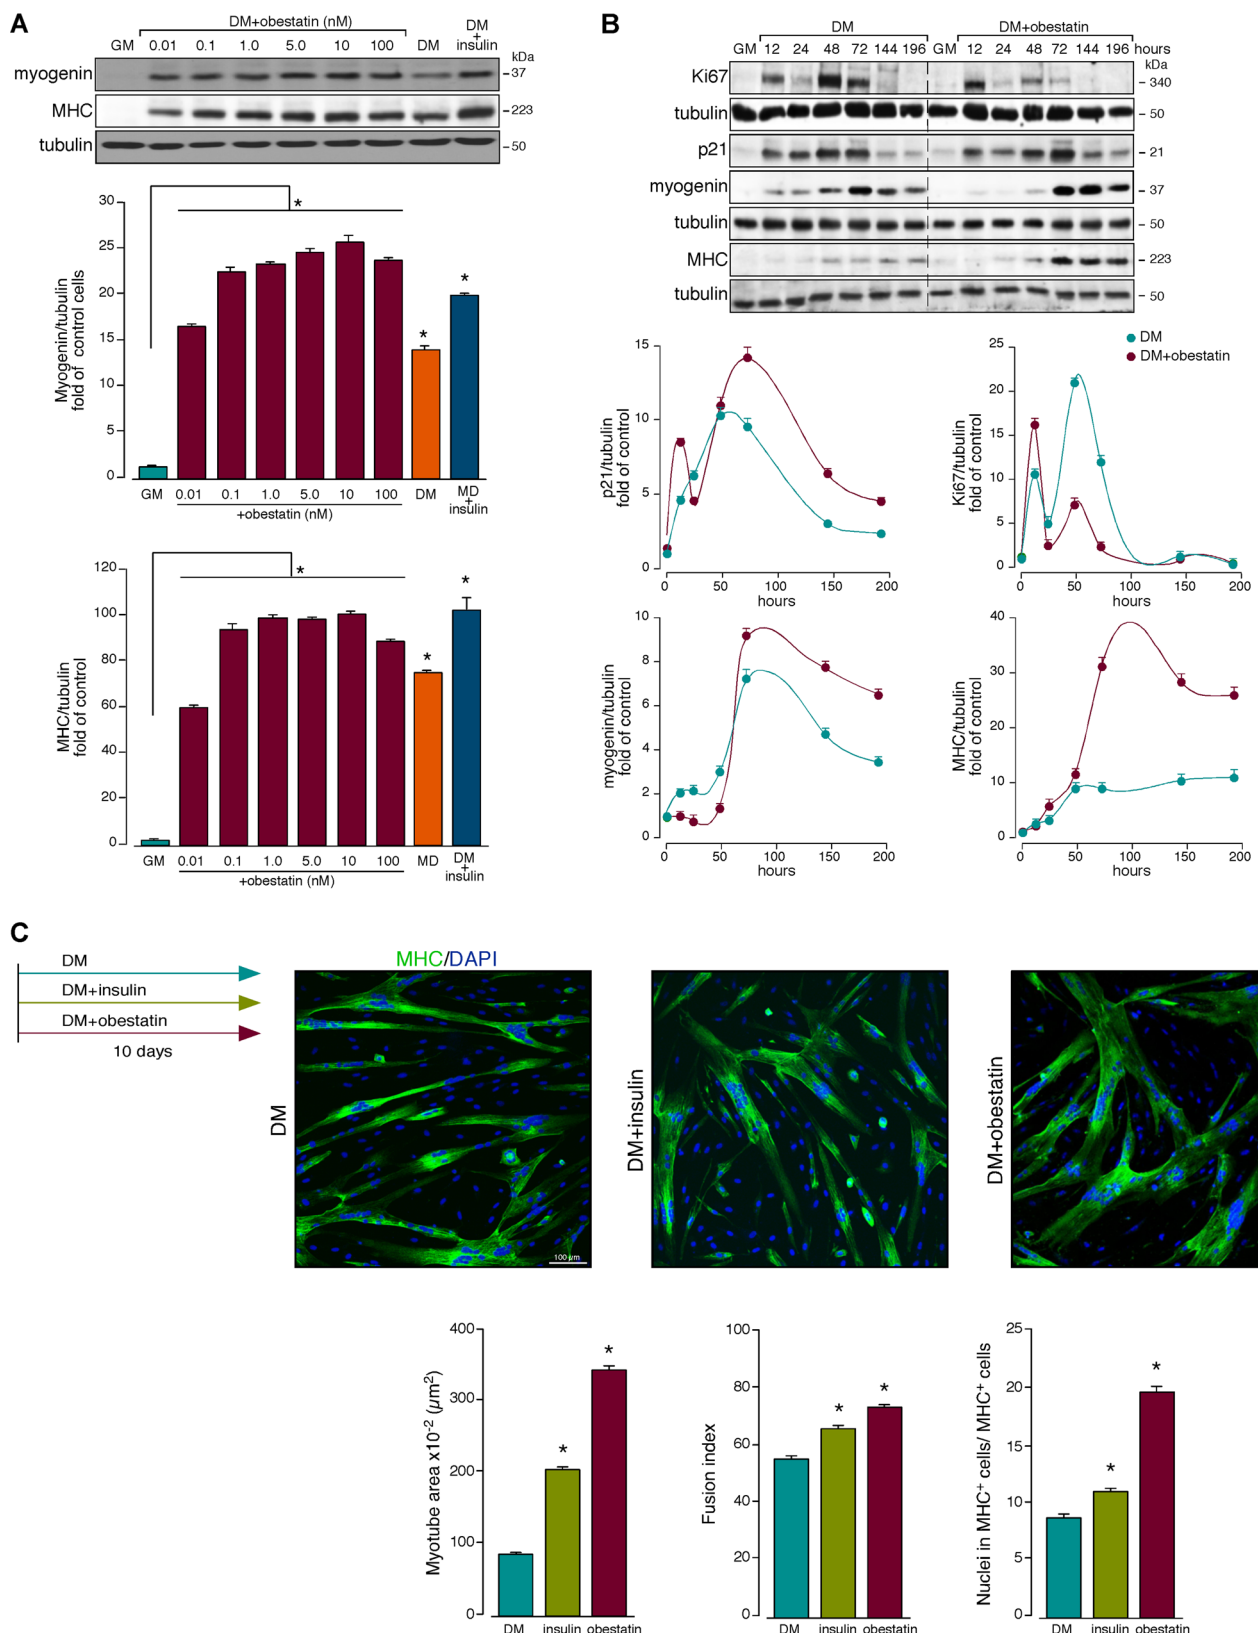 A
DM+obestatin (nM)
DM
+
insulin
GM 0.01 0.1 1.0 5.0 10 100 DM
kDa
myogenin
37
MHC
223
tubulin
50
30
25
20
15
10
5
0
Myogenin/tubulin
fold of control cells
*
*
*
GM 0.01 0.1 1.0 5.0 10 100 DM MD
+
insulin
+obestatin (nM)
120
100
80
60
40
20
0
MHC/tubulin
fold of control
*
*
*
GM 0.01 0.1 1.0 5.0 10 100 MD DM
+
insulin
+obestatin (nM)
B
DM DM+obestatin
GM 12 24 48 72 144 196 GM 12 24 48 72 144 196 hours
kDa
Ki67
340
tubulin
50
p21
21
myogenin
37
tubulin
50
MHC
223
tubulin
50
15
10
5
0
p21/tubulin
fold of control
0 50 100 150 200
hours
DM
DM+obestatin
25
20
15
10
5
0
Ki67/tubulin
fold of control
0 50 100 150 200
hours
10
8
6
4
2
0
myogenin/tubulin
fold of control
0 50 100 150 200
hours
40
30
20
10
0
MHC/tubulin
fold of control
0 50 100 150 200
hours
C
DM
DM+insulin
DM+obestatin
10 days
MHC/DAPI
DM
100 µm
DM+insulin
DM+obestatin
400
300
200
100
0
Myotube area x10-2 (µm2)
*
*
DM insulin obestatin
100
80
60
40
20
0
Fusion index
*
*
DM insulin obestatin
25
20
15
10
5
0
Nuclei in MHC+ cells/ MHC+ cells
*
*
DM insulin obestatin